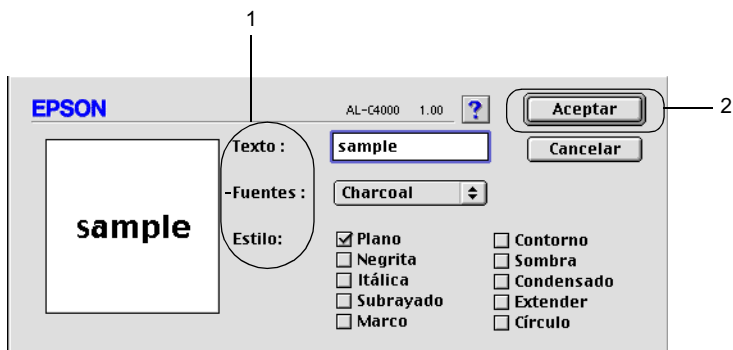 1
EPSON AL-C4000 1.00 ? Aceptar 2
Texto : sample Cancelar
-Fuentes : Charcoal
sample
Estilo: Plano Contorno
Negrita Sombra
Itálica Condensado
Subrayado Extender
Marco Círculo